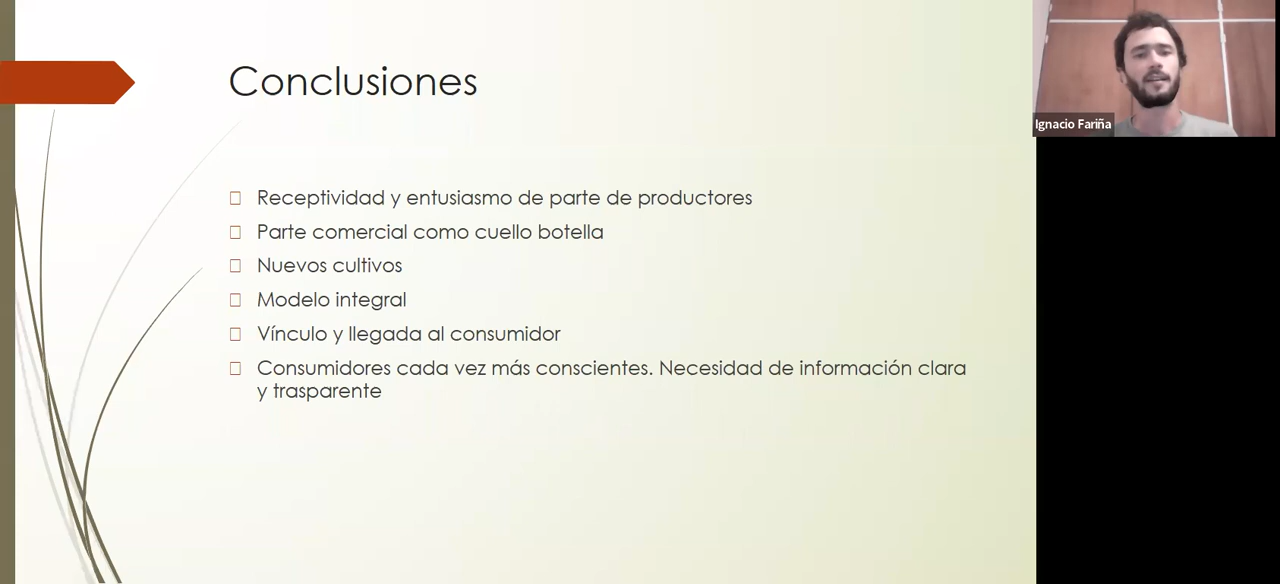 Conclusiones
Receptividad y entusiasmo de parte de productores
Parte comercial como cuello botella
Nuevos cultivos
Modelo integral
Vínculo y llegada al consumidor
Consumidores cada vez más conscientes. Necesidad de información clara
y trasparente
Ignacio Fariña